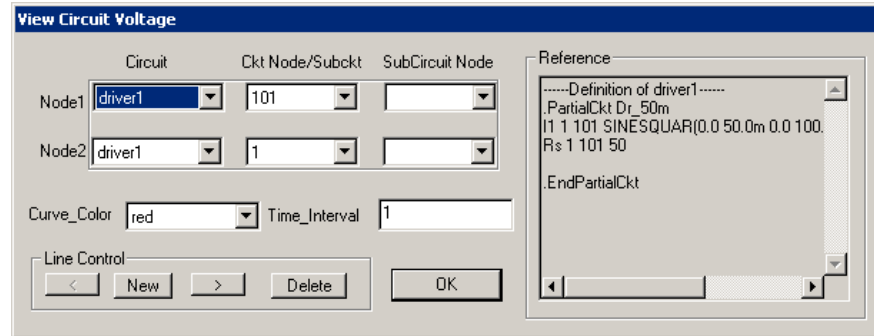 View Circuit Voltage
Circuit Ckt Node/Subckt SubCircuit Node
Node1 driver1 101
Node2 driver1 1
Curve_Color red Time_Interval 1
Line Control
< New > Delete
OK
Reference
------Definition of driver1------
.PartialCkt Dr_50m
I1 1 101 SINESQUAR(0.0 50.0m 0.0 100.
Rs 1 101 50
.EndPartialCkt